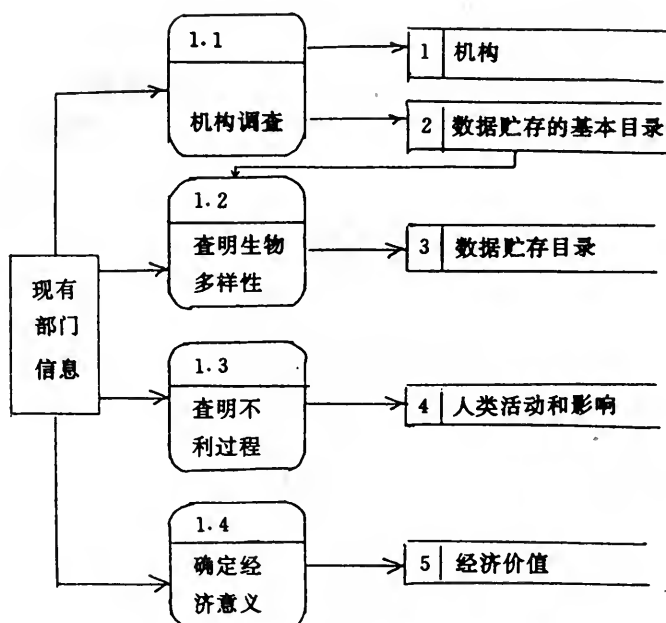 1.1
机构调查
1 机构
2 数据贮存的基本目录
1.2
查明生物
多样性
3 数据贮存目录
现有
部门
信息
1.3
查明不
利过程
4 人类活动和影响
1.4
确定经
济意义
5 经济价值